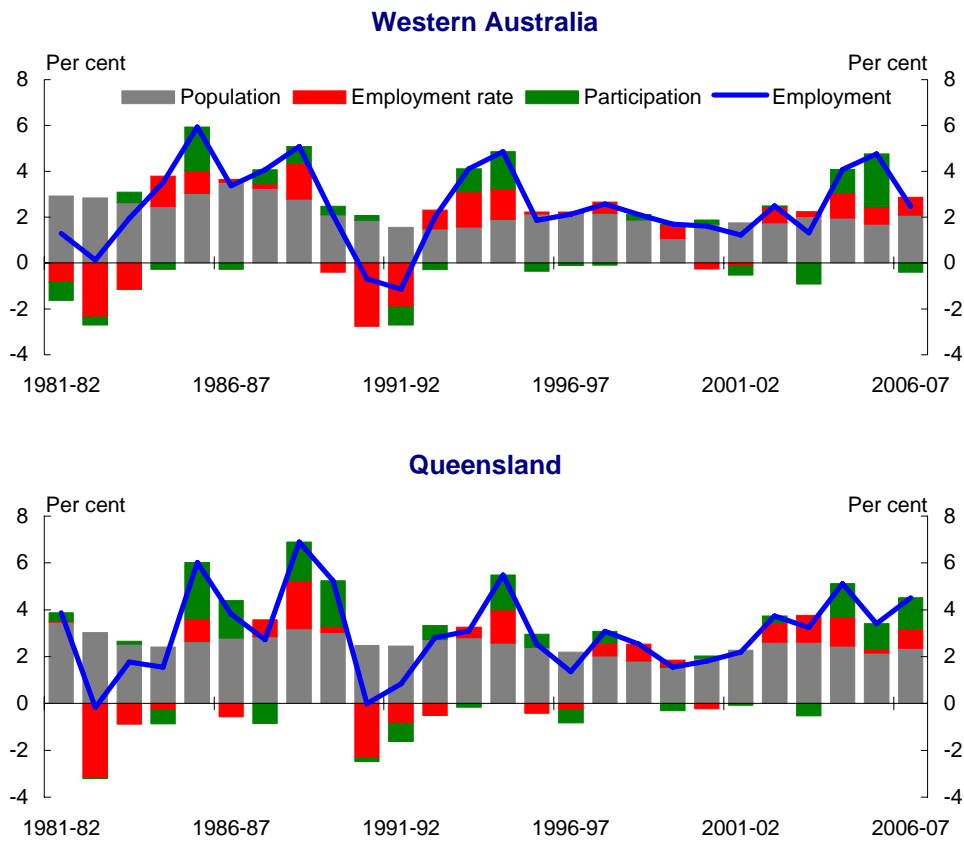 Western Australia
Per cent Per cent
8 8
Population Employment rate Participation Employment
6 6
4 4
2 2
0 0
-2 -2
-4 -4
1981-82 1986-87 1991-92 1996-97 2001-02 2006-07
Queensland
Per cent Per cent
8 8
6 6
4 4
2 2
0 0
-2 -2
-4 -4
1981-82 1986-87 1991-92 1996-97 2001-02 2006-07